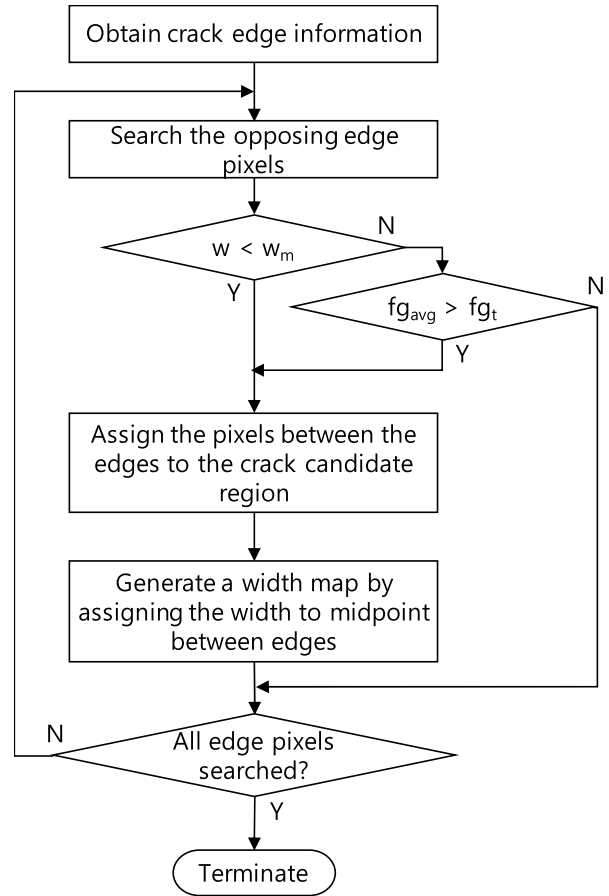 Obtain crack edge information
Search the opposing edge
pixels
N
w < wm
Y
N
fgavg > fgt
Y
Assign the pixels between the
edges to the crack candidate
region
Generate a width map by
assigning the width to midpoint
between edges
N
All edge pixels
searched?
Y
Terminate